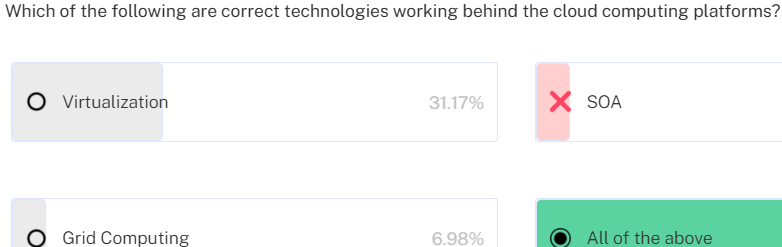 Which of the following are correct technologies working behind the cloud computing platforms?
Virtualization 31.17% SOA
Grid Computing 6.98% All of the above